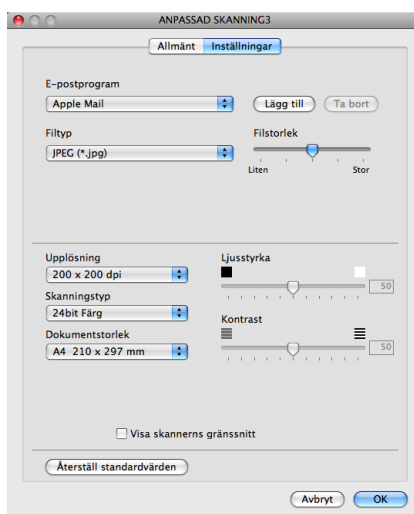 ANPASSAD SKANNING3
Allmänt Inställningar
E-postprogram
Apple Mail Lägg till Ta bort
Filtyp Filstorlek
JPEG (*.jpg)
Liten Stor
Upplösning Ljusstyrka
200 x 200 dpi
50
Skanningstyp
24bit Färg
Kontrast
Dokumentstorlek
A4 210 x 297 mm 50
Visa skannerns gränssnitt
Återställ standardvärden
Avbryt OK